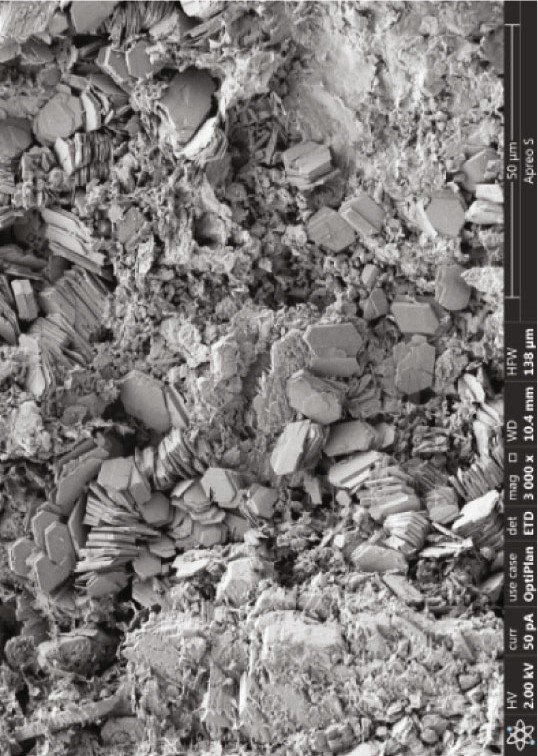 HV curr use case det mag □ WD HFW 50 µm
2.00 kV 50 pA OptiPlan ETD 3 000 x 10.4 mm 138 µm Apreo S